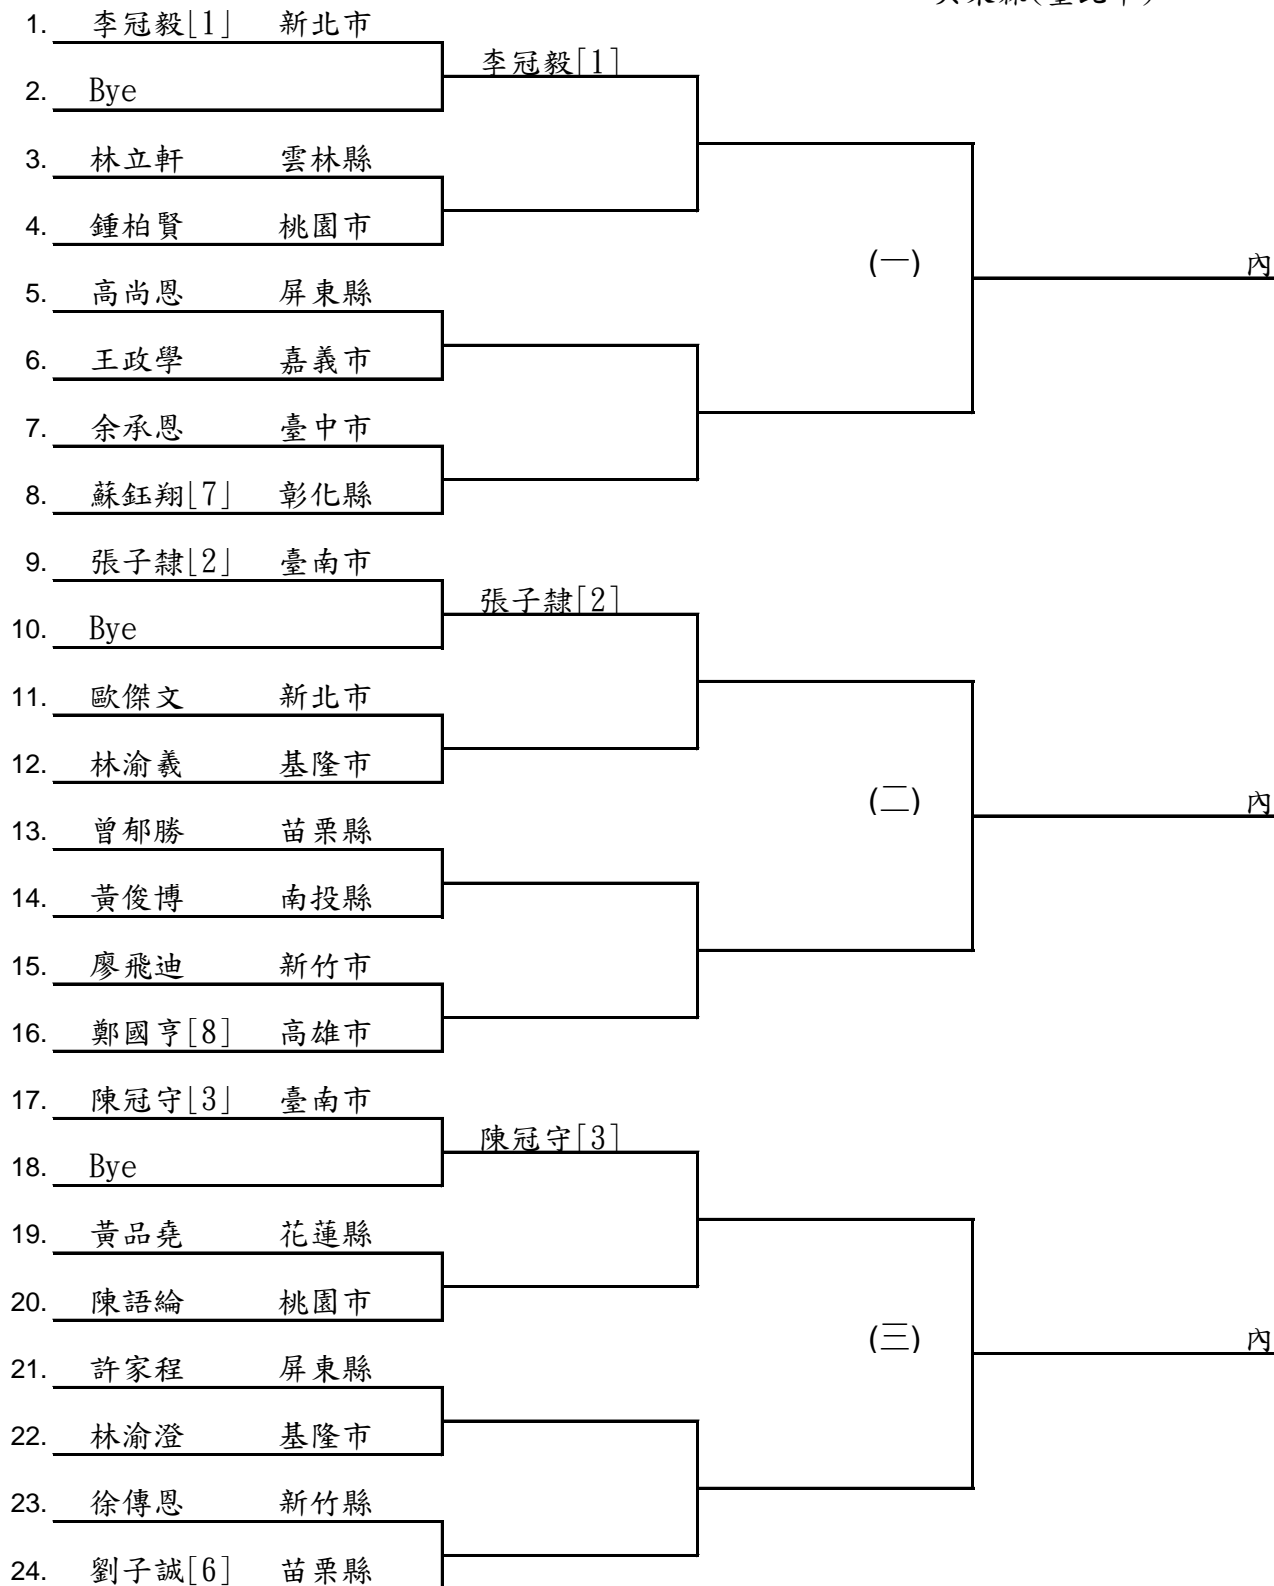 1. 李冠毅[1] 新北市
李冠毅[1]
2. Bye
3. 林立軒 雲林縣
4. 鍾柏賢 桃園市
(一) 內
5. 高尚恩 屏東縣
6. 王政學 嘉義市
7. 余承恩 臺中市
8. 蘇鈺翔[7] 彰化縣
9. 張子隸[2] 臺南市
張子隸[2]
10. Bye
11. 歐傑文 新北市
12. 林渝羲 基隆市
(二) 內
13. 曾郁勝 苗栗縣
14. 黃俊博 南投縣
15. 廖飛迪 新竹市
16. 鄭國亨[8] 高雄市
17. 陳冠守[3] 臺南市
陳冠守[3]
18. Bye
19. 黃品堯 花蓮縣
20. 陳語綸 桃園市
(三) 內
21. 許家程 屏東縣
22. 林渝澄 基隆市
23. 徐傳恩 新竹縣
24. 劉子誠[6] 苗栗縣